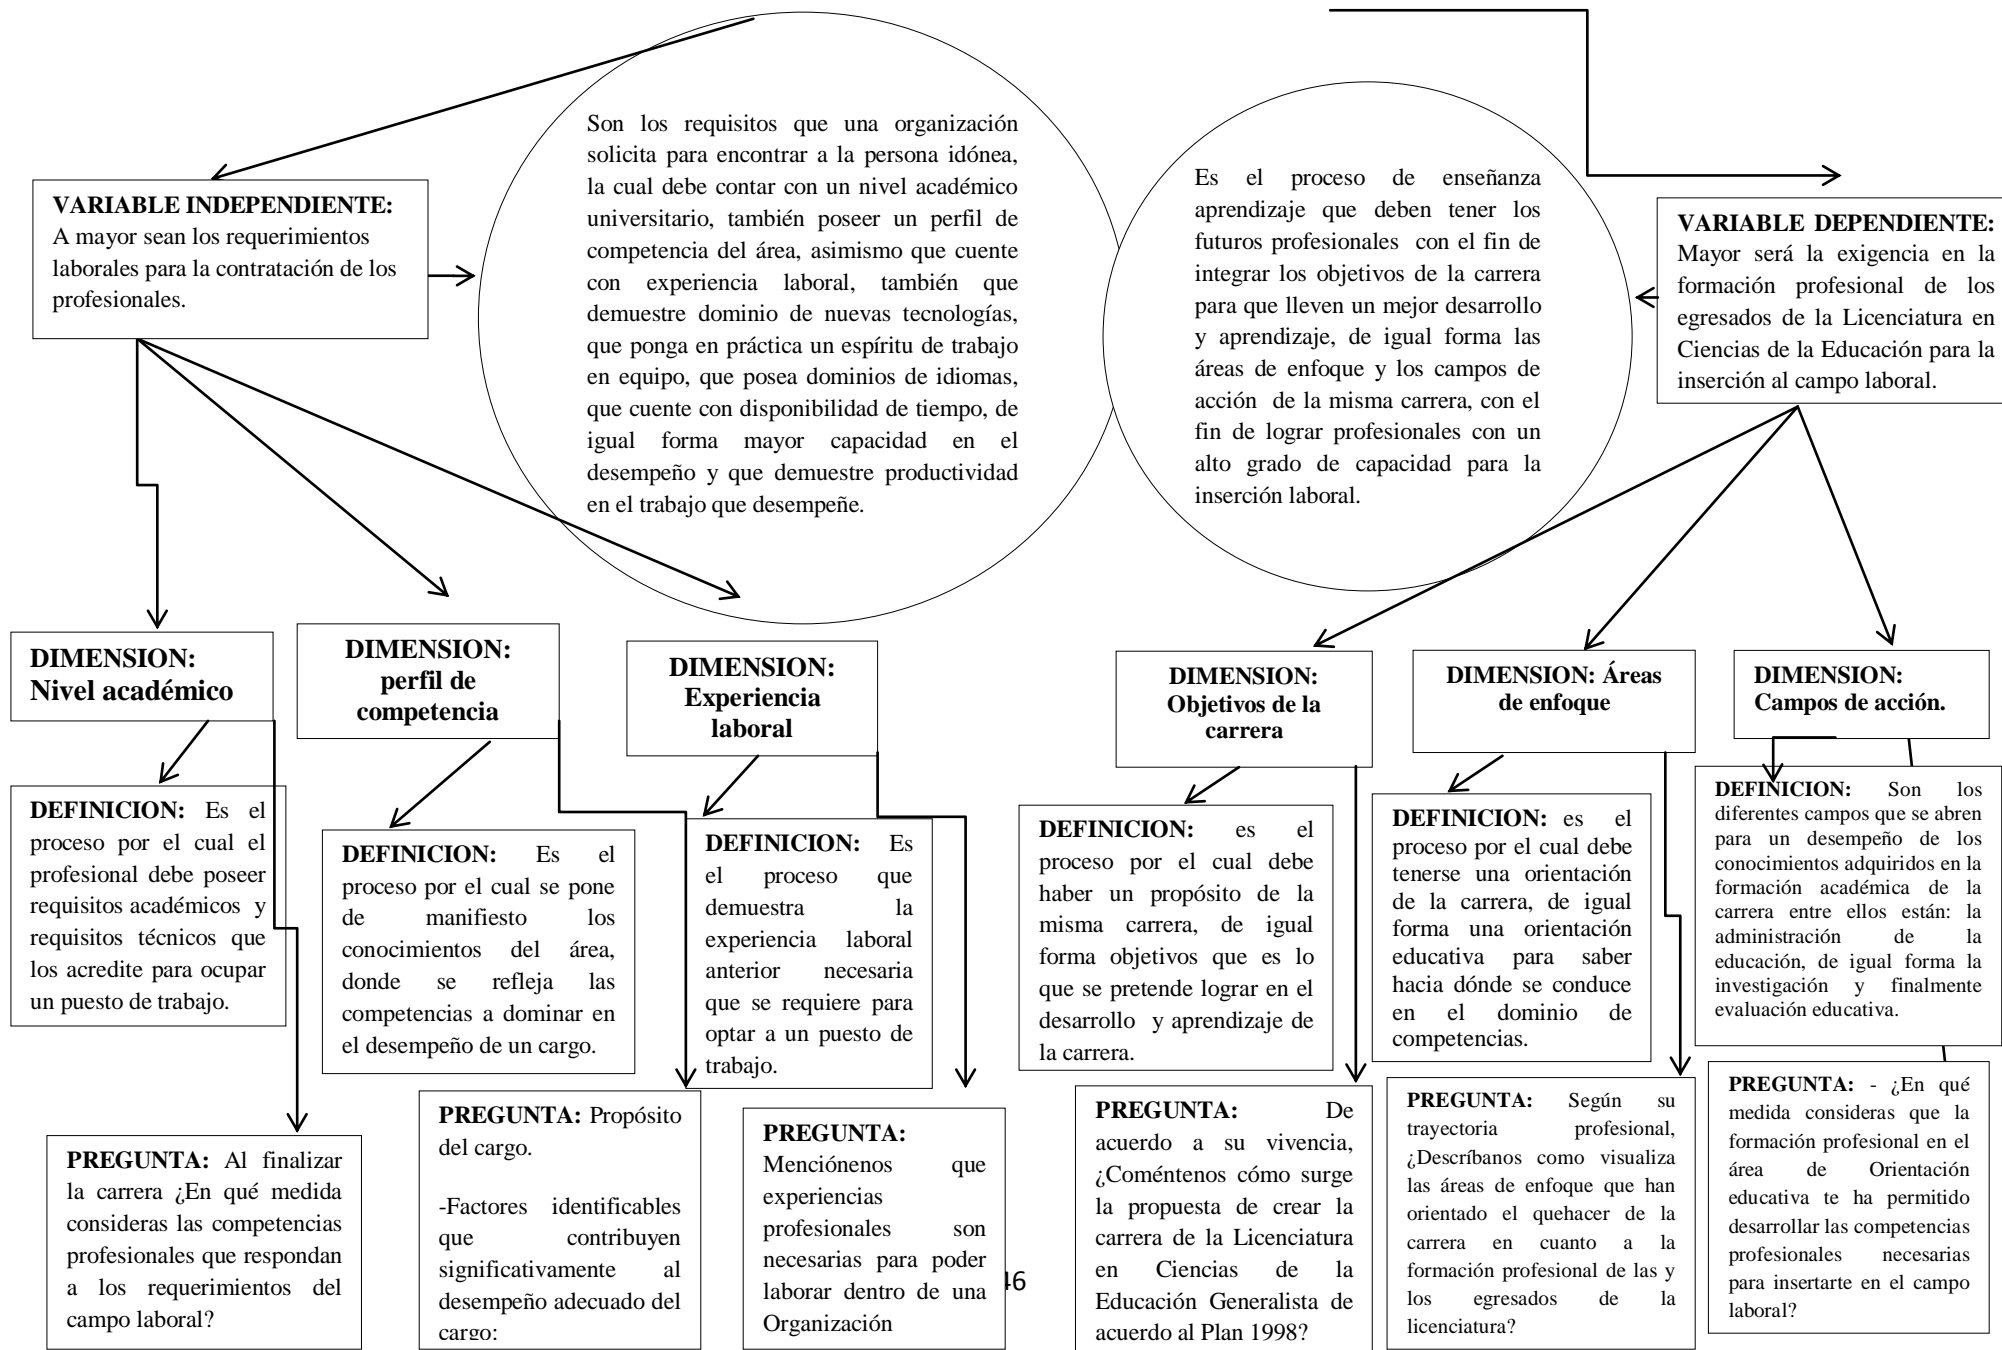 VARIABLE INDEPENDIENTE:
A mayor sean los requerimientos
laborales para la contratación de los
profesionales.
Son los requisitos que una organización
solicita para encontrar a la persona idónea,
la cual debe contar con un nivel académico
universitario, también poseer un perfil de
competencia del área, asimismo que cuente
con experiencia laboral, también que
demuestre dominio de nuevas tecnologías,
que ponga en práctica un espíritu de trabajo
en equipo, que posea dominios de idiomas,
que cuente con disponibilidad de tiempo, de
igual forma mayor capacidad en el
desempeño y que demuestre productividad
en el trabajo que desempeñe.
Es el proceso de enseñanza
aprendizaje que deben tener los
futuros profesionales con el fin de
integrar los objetivos de la carrera
para que lleven un mejor desarrollo
y aprendizaje, de igual forma las
áreas de enfoque y los campos de
acción de la misma carrera, con el
fin de lograr profesionales con un
alto grado de capacidad para la
inserción laboral.
VARIABLE DEPENDIENTE:
Mayor será la exigencia en la
formación profesional de los
egresados de la Licenciatura en
Ciencias de la Educación para la
inserción al campo laboral.
DIMENSION:
Nivel académico
DIMENSION:
perfil de
competencia
DIMENSION:
Experiencia
laboral
DIMENSION:
Objetivos de la
carrera
DIMENSION: Áreas
de enfoque
DIMENSION:
Campos de acción.
DEFINICION: Es el
proceso por el cual el
profesional debe poseer
requisitos académicos y
requisitos técnicos que
los acredite para ocupar
un puesto de trabajo.
DEFINICION: Es el
proceso por el cual se pone
de manifiesto los
conocimientos del área,
donde se refleja las
competencias a dominar en
el desempeño de un cargo.
DEFINICION: Es
el proceso que
demuestra la
experiencia laboral
anterior necesaria
que se requiere para
optar a un puesto de
trabajo.
DEFINICION: es el
proceso por el cual debe
haber un propósito de la
misma carrera, de igual
forma objetivos que es lo
que se pretende lograr en el
desarrollo y aprendizaje de
la carrera.
DEFINICION: es el
proceso por el cual debe
tenerse una orientación
de la carrera, de igual
forma una orientación
educativa para saber
hacia dónde se conduce
en el dominio de
competencias.
DEFINICION: Son los
diferentes campos que se abren
para un desempeño de los
conocimientos adquiridos en la
formación académica de la
carrera entre ellos están: la
administración de la
educación, de igual forma la
investigación y finalmente
evaluación educativa.
PREGUNTA: Al finalizar
la carrera ¿En qué medida
consideras las competencias
profesionales que respondan
a los requerimientos del
campo laboral?
PREGUNTA: Propósito
del cargo.
-Factores identificables
que contribuyen
significativamente al
desempeño adecuado del
cargo:
PREGUNTA:
Menciónenos que
experiencias
profesionales son
necesarias para poder
laborar dentro de una
Organización
46
PREGUNTA: De
acuerdo a su vivencia,
¿Coméntenos cómo surge
la propuesta de crear la
carrera de la Licenciatura
en Ciencias de la
Educación Generalista de
acuerdo al Plan 1998?
PREGUNTA: Según su
trayectoria profesional,
¿Descríbanos como visualiza
las áreas de enfoque que han
orientado el quehacer de la
carrera en cuanto a la
formación profesional de las y
los egresados de la
licenciatura?
PREGUNTA: - ¿En qué
medida consideras que la
formación profesional en el
área de Orientación
educativa te ha permitido
desarrollar las competencias
profesionales necesarias
para insertarte en el campo
laboral?